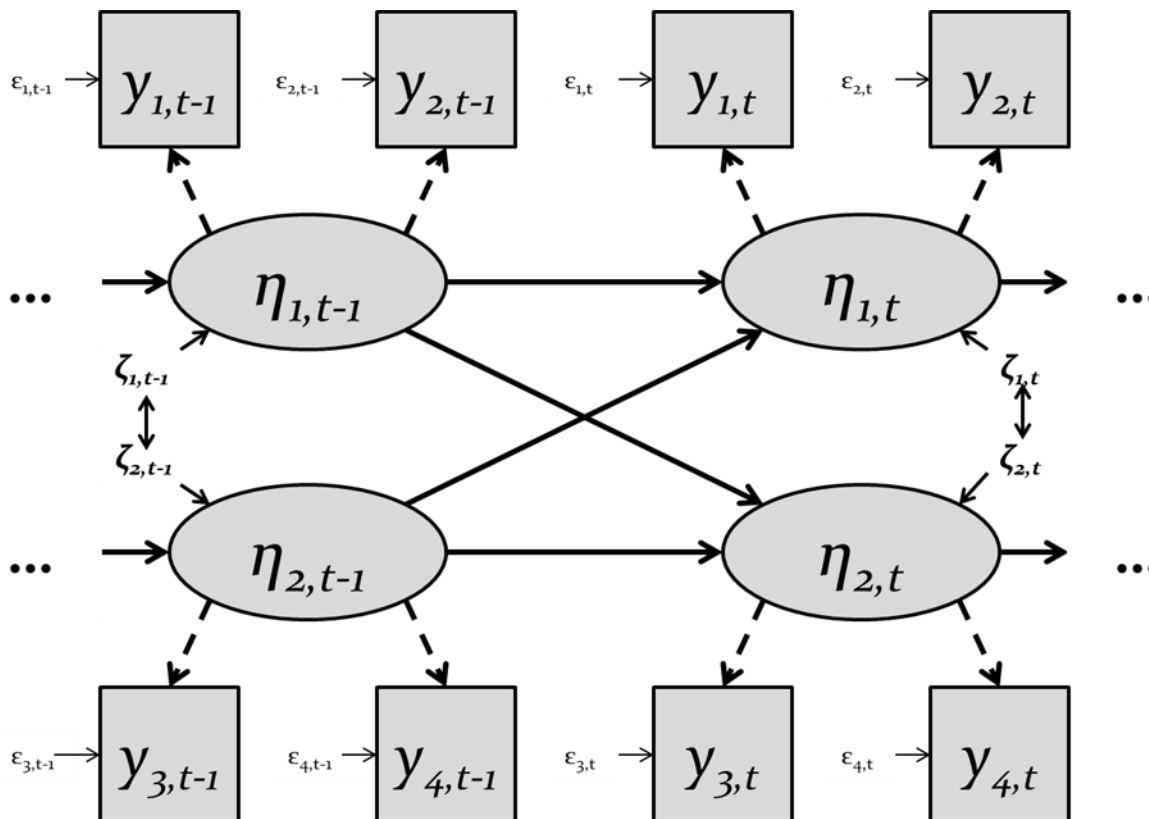 ε1,t-1 y1,t-1 ε2,t-1 y2,t-1 ε1,t y1,t ε2,t y2,t
... η1,t-1 η1,t ...
ζ1,t-1 ζ1,t
ζ2,t-1 ζ2,t
... η2,t-1 η2,t ...
ε3,t-1 y3,t-1 ε4,t-1 y4,t-1 ε3,t y3,t ε4,t y4,t